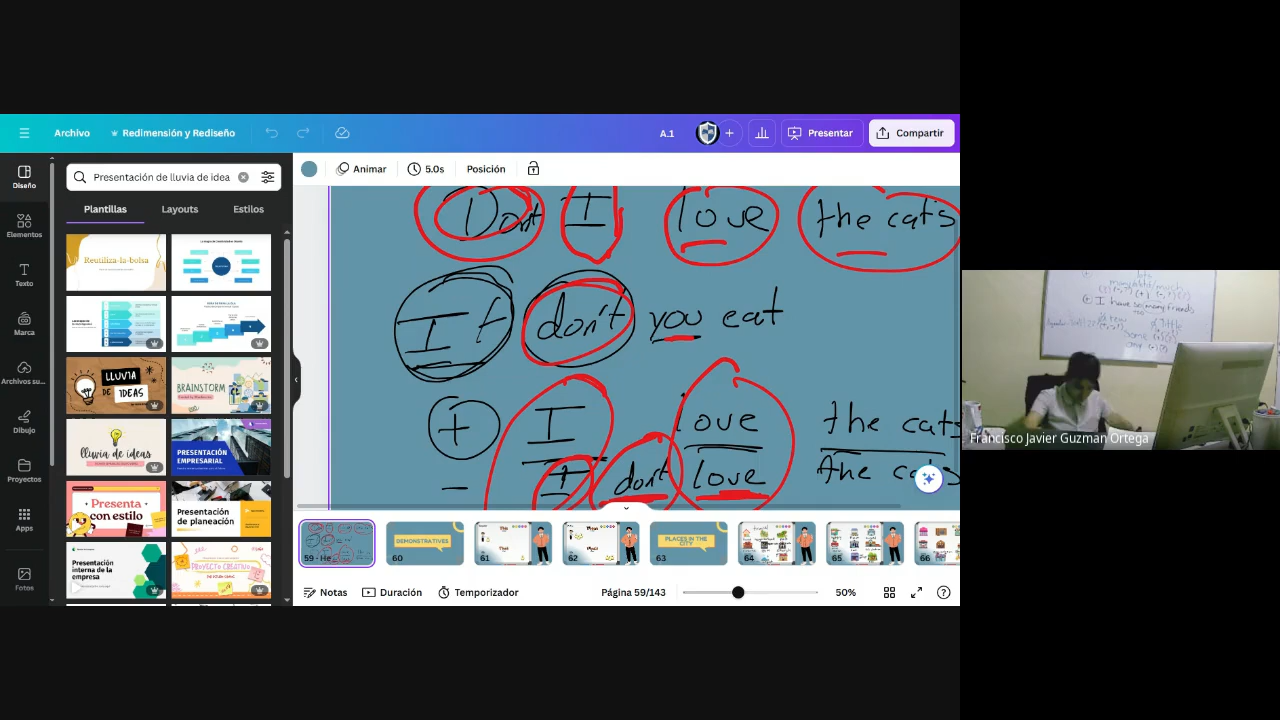 Archivo
Redimensión y Rediseño
A.1
Presentar
Compartir
Diseño
Elementos
Texto
Marca
Archivos su...
Dibujo
Proyectos
Apps
Fotos
Presentación de lluvia de idea
Plantillas
Layouts
Estilos
Reutiliza-la-bolsa
LLUVIA
DE IDEAS
BRAINSTORM
lluvia de ideas
PRESENTACIÓN
EMPRESARIAL
Presenta
con estilo
Presentación
de planeación
Presentación
interna de la
empresa
PROYECTO CREATIVO
Animar
5.0s
Posición
Dont I love the cats
It don't you eat
+ I love the cats
- I don't love the cats
59 - He
60
DEMONSTRATIVES
61
62
63
PLACES IN THE
CITY
64
65
66
Notas
Duración
Temporizador
Página 59/143
50%
I have so many friends
a few
Francisco Javier Guzman Ortega